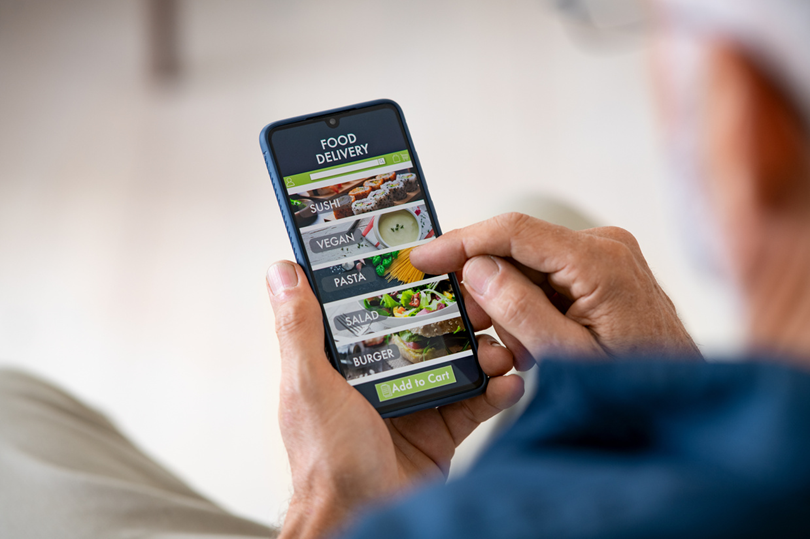 FOOD
DELIVERY
SUSHI
VEGAN
PASTA
SALAD
BURGER
Add to Cart